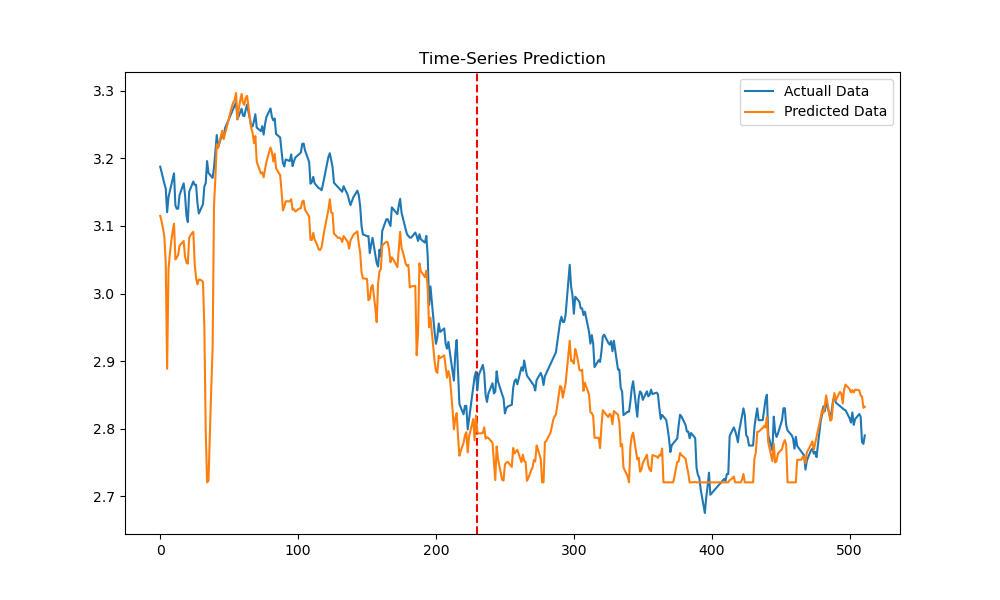 Time-Series Prediction
Actuall Data
Predicted Data
3.3
3.2
3.1
3.0
2.9
2.8
2.7
0 100 200 300 400 500